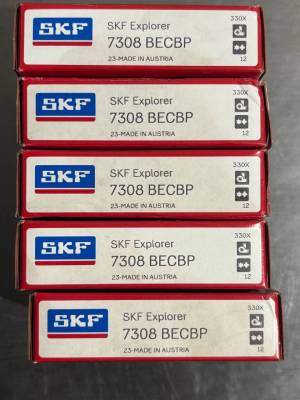 SKF
SKF Explorer
7308 BECBP
23-MADE IN AUSTRIA
330X
12
SKF
SKF Explorer
7308 BECBP
23-MADE IN AUSTRIA
330X
12
SKF
SKF Explorer
7308 BECBP
23-MADE IN AUSTRIA
330X
12
SKF
SKF Explorer
7308 BECBP
23-MADE IN AUSTRIA
330X
12
SKF
SKF Explorer
7308 BECBP
23-MADE IN AUSTRIA
330X
12